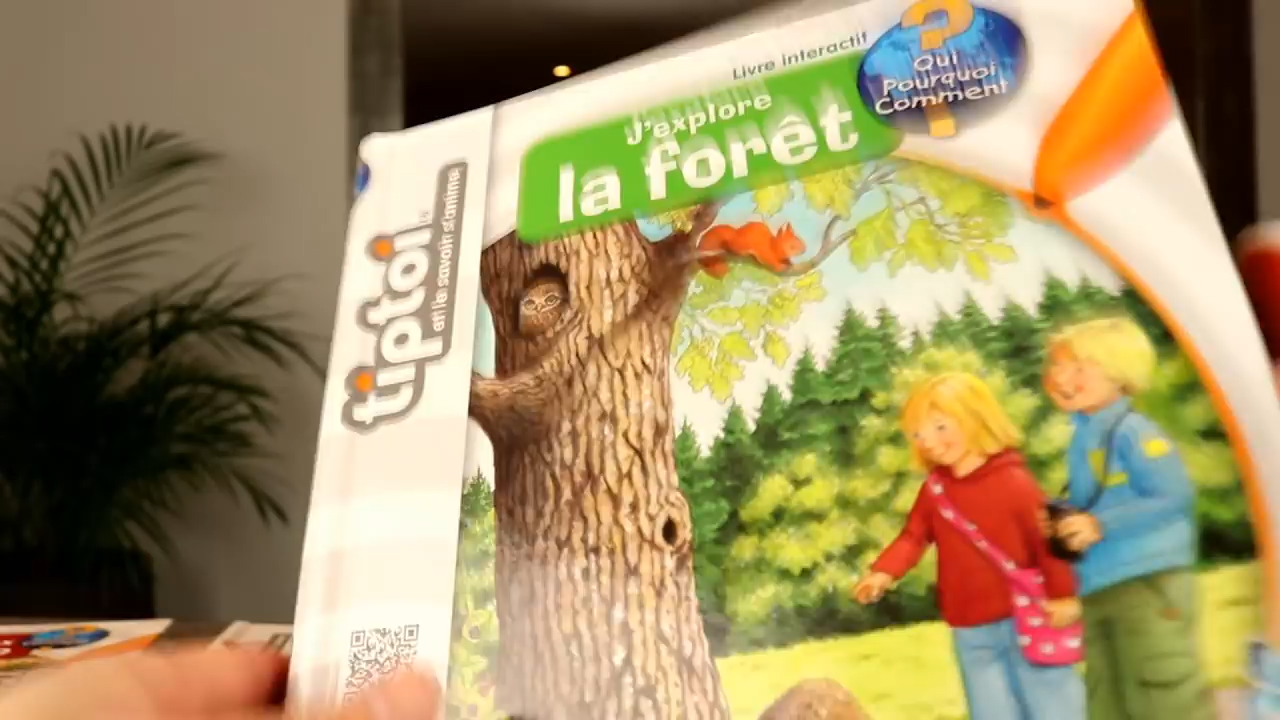 Livre interactif
?
Qui
Pourquoi
Comment
J'explore
la forêt
tiptoi
et le savoir s'anime